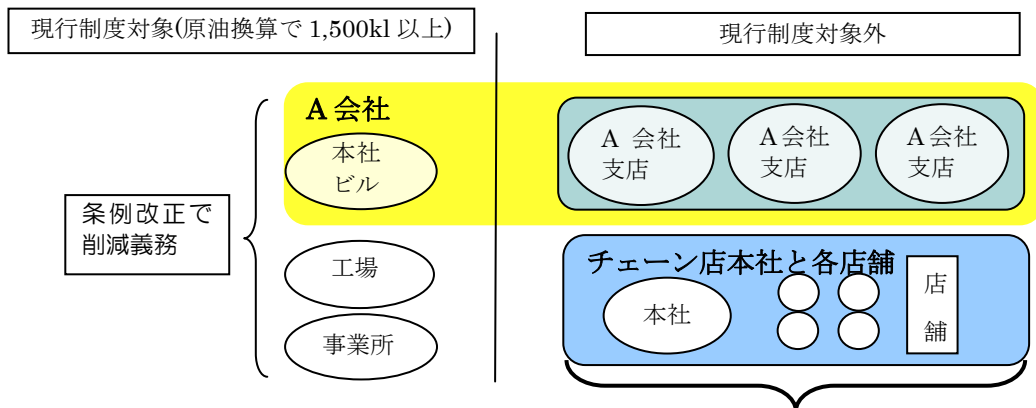 現行制度対象(原油換算で 1,500kl 以上)
現行制度対象外
A 会社
本社
ビル
A 会社
支店
A 会社
支店
A 会社
支店
条例改正で
削減義務
工場
事業所
チェーン店本社と各店舗
本社
店
舗